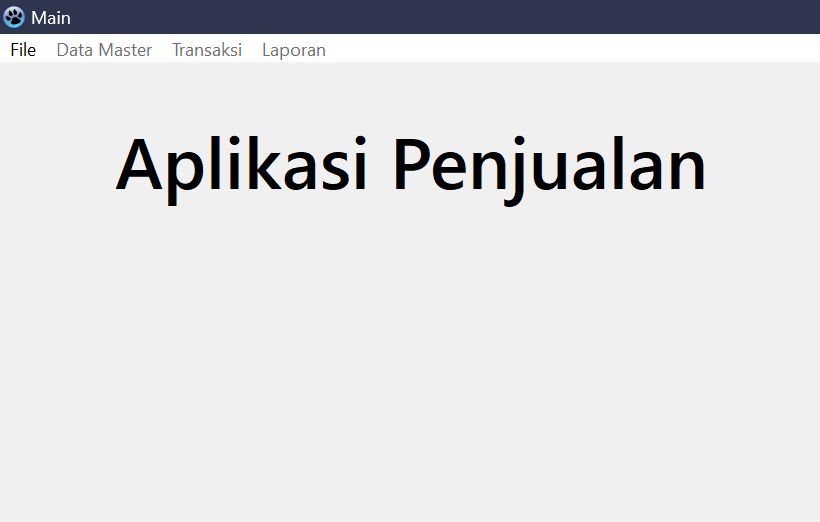 Main
File Data Master Transaksi Laporan
Aplikasi Penjualan